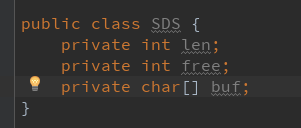 public class SDS {
    private int len;
    private int free;
    private char[] buf;
}